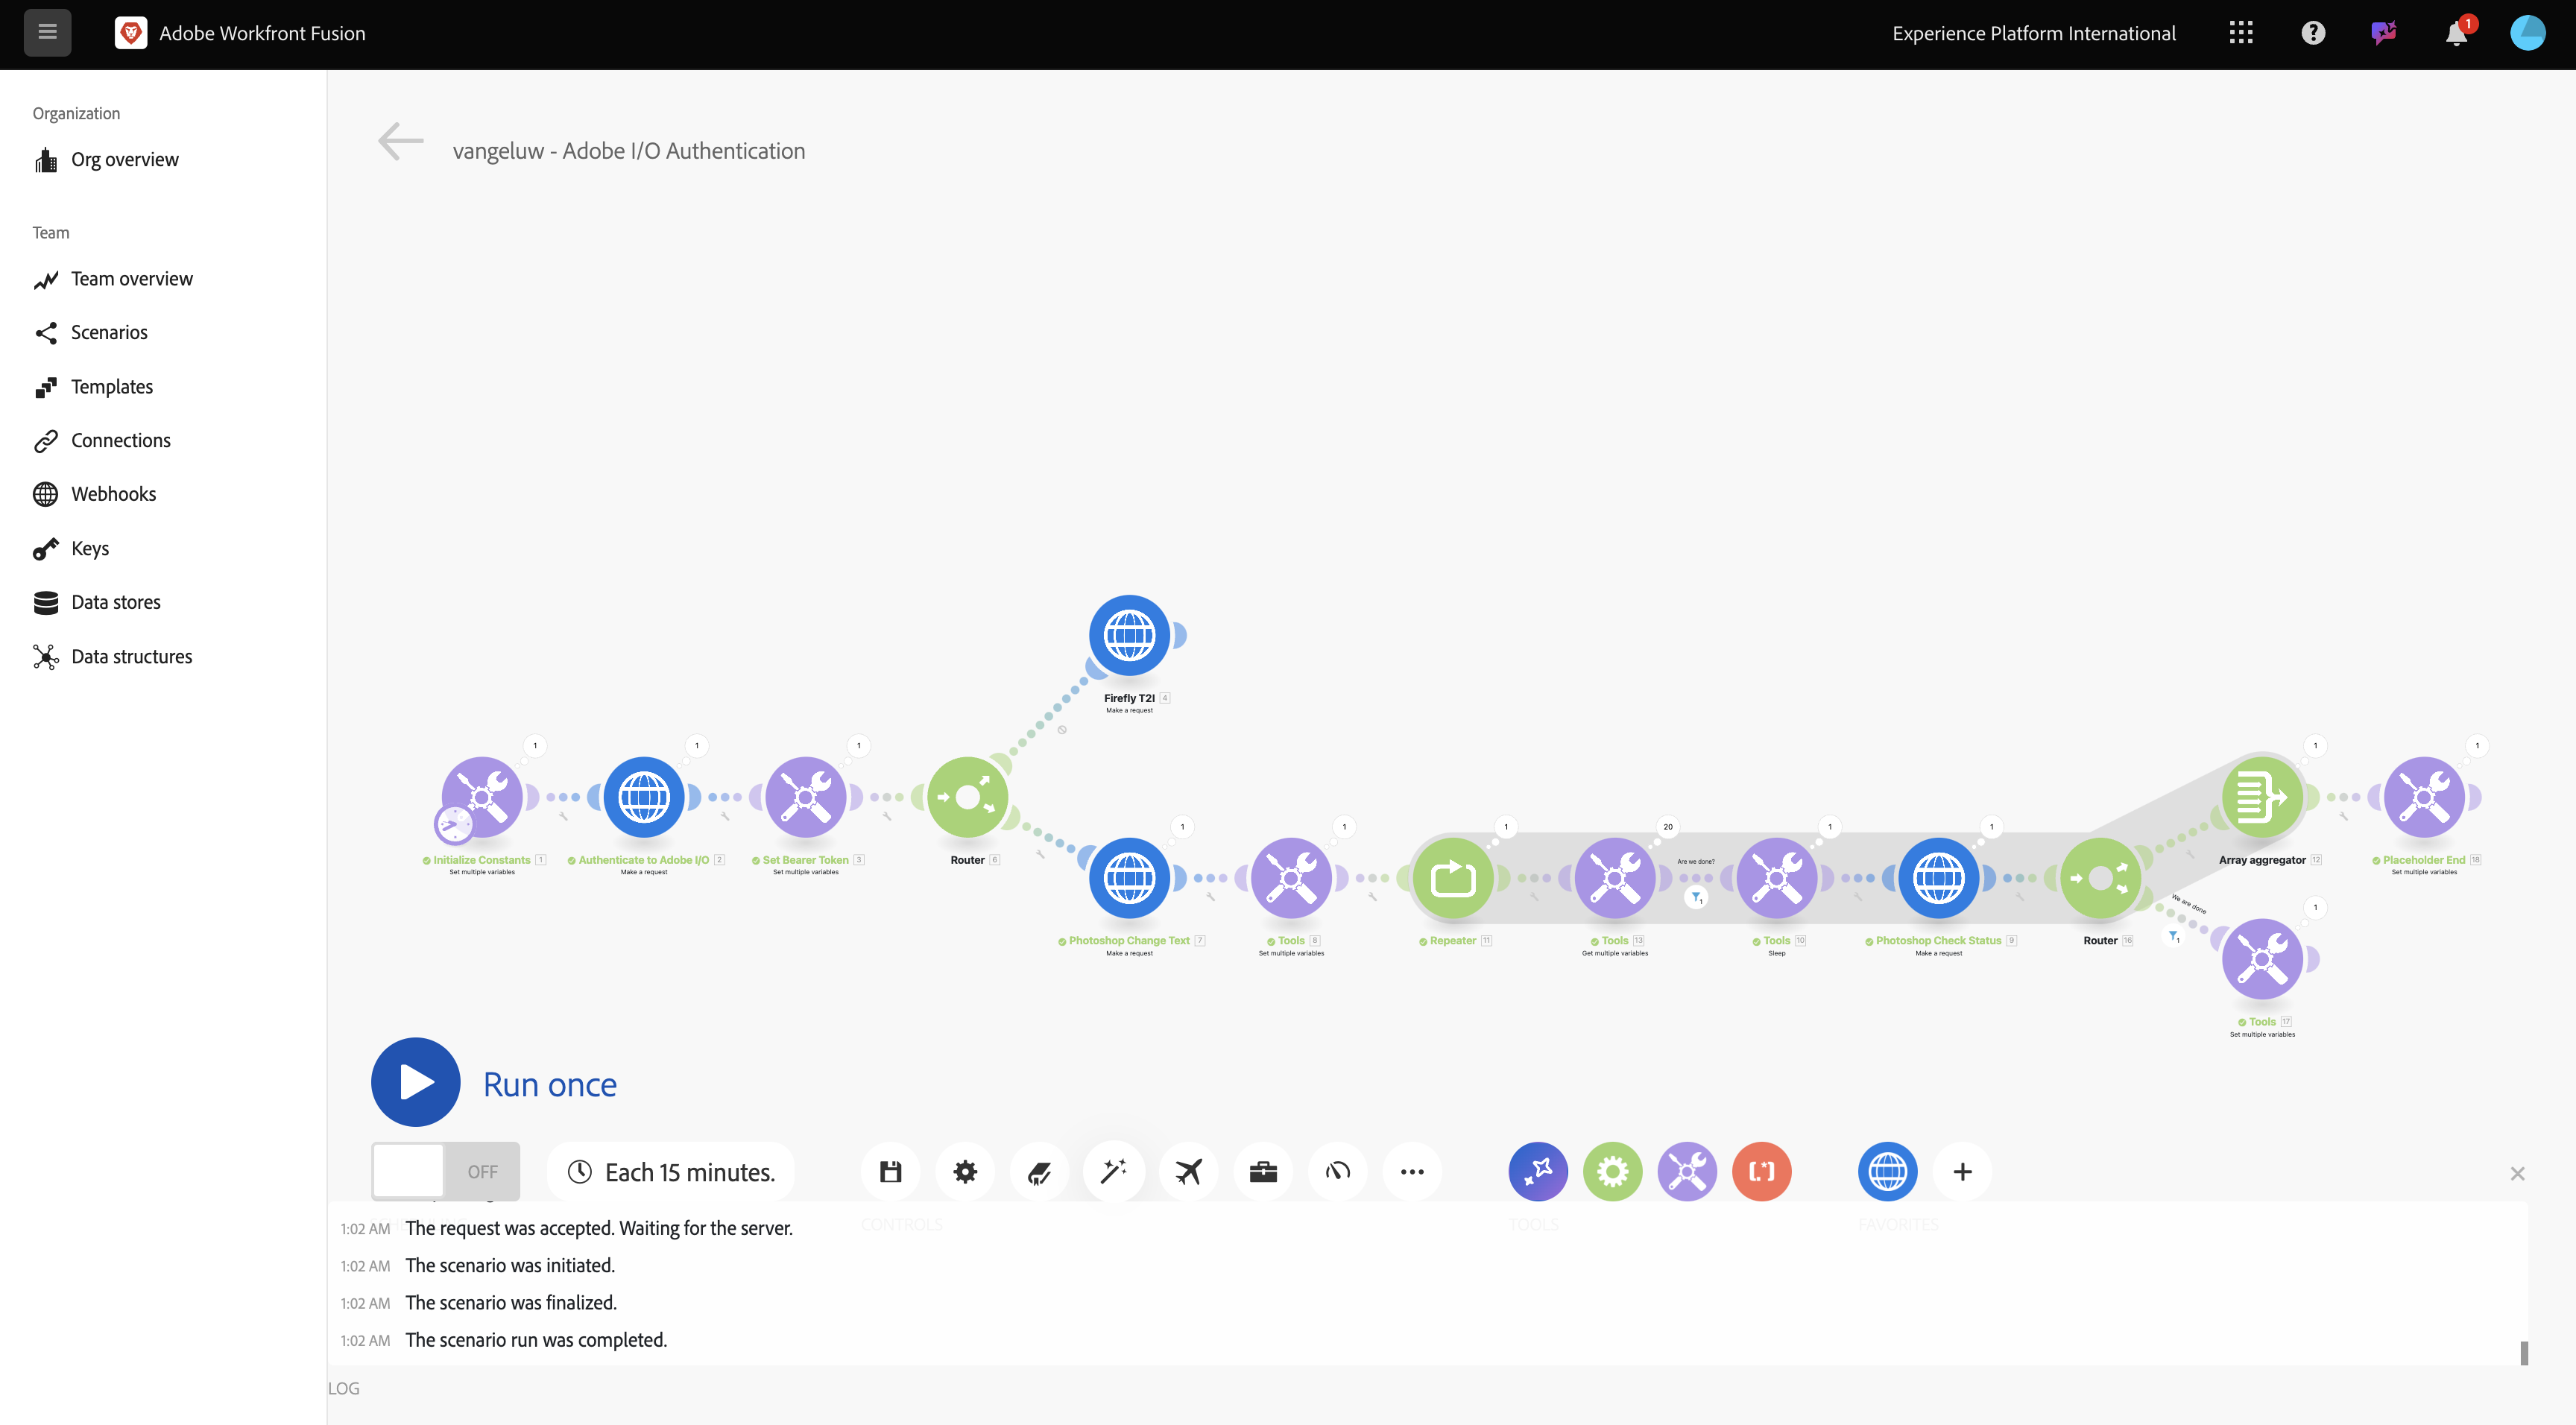 Adobe Workfront Fusion
Experience Platform International
1
Organization
Org overview
Team
Team overview
Scenarios
Templates
Connections
Webhooks
Keys
Data stores
Data structures
vangeluw - Adobe I/O Authentication
Firefly T2I 4
Make a request
1
1
1
1
1
Initialize Constants 1
Set multiple variables
Authenticate to Adobe I/O 2
Make a request
Set Bearer Token 3
Set multiple variables
Router 6
Array aggregator 12
Placeholder End 18
Set multiple variables
1
1
1
20
1
1
Are we done?
1
We are done
1
1
Photoshop Change Text 7
Make a request
Tools 8
Set multiple variables
Repeater 11
Tools 13
Get multiple variables
Tools 10
Sleep
Photoshop Check Status 9
Make a request
Router 16
Tools 17
Set multiple variables
Run once
OFF
Each 15 minutes.
CONTROLS
TOOLS
FAVORITES
1:02 AM The request was accepted. Waiting for the server.
1:02 AM The scenario was initiated.
1:02 AM The scenario was finalized.
1:02 AM The scenario run was completed.
LOG